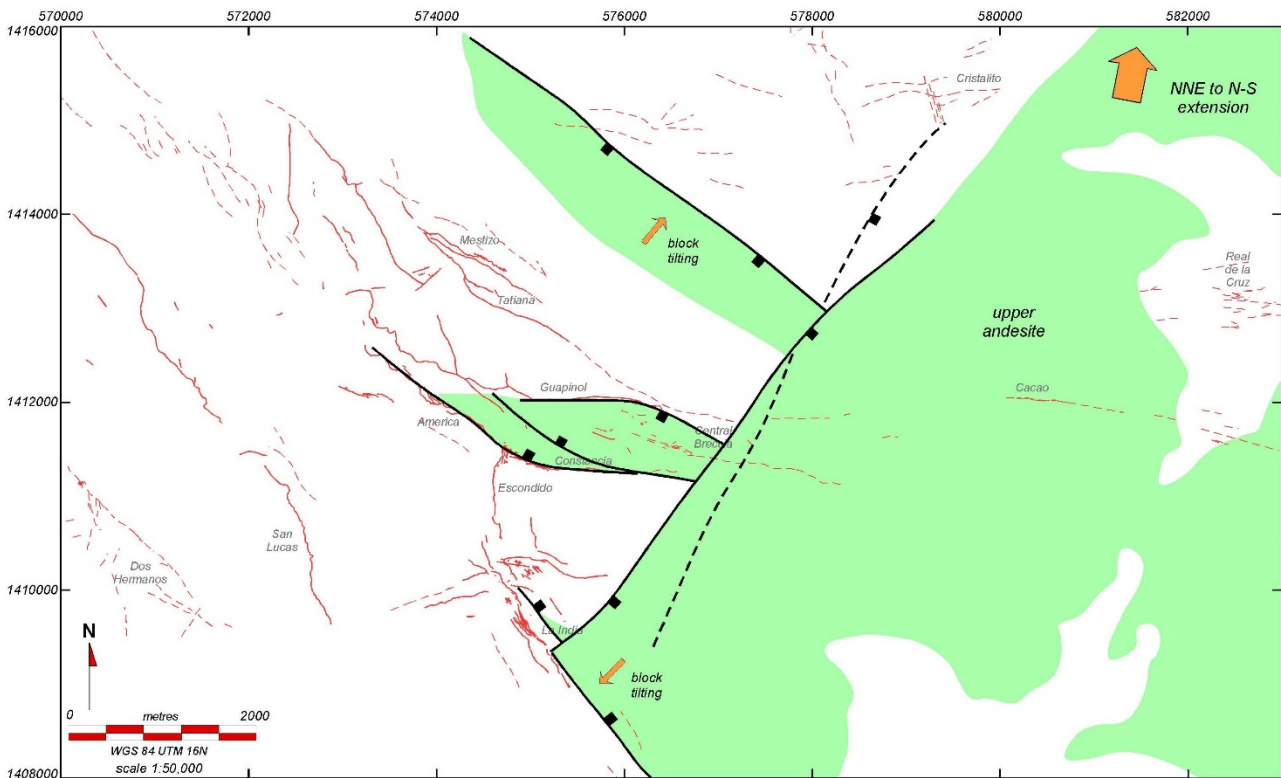 570000
572000
574000
576000
578000
580000
582000
1416000
1414000
1412000
1410000
1408000
Cristalito
NNE to N-S
extension
Mestizo
block
tilting
Tatiana
Real
de la
Cruz
upper
andesite
Guapinol
Cacao
America
Central
Breccia
Constancia
Escondido
San
Lucas
Dos
Hermanos
La India
block
tilting
N
0 metres 2000
WGS 84 UTM 16N
scale 1:50,000